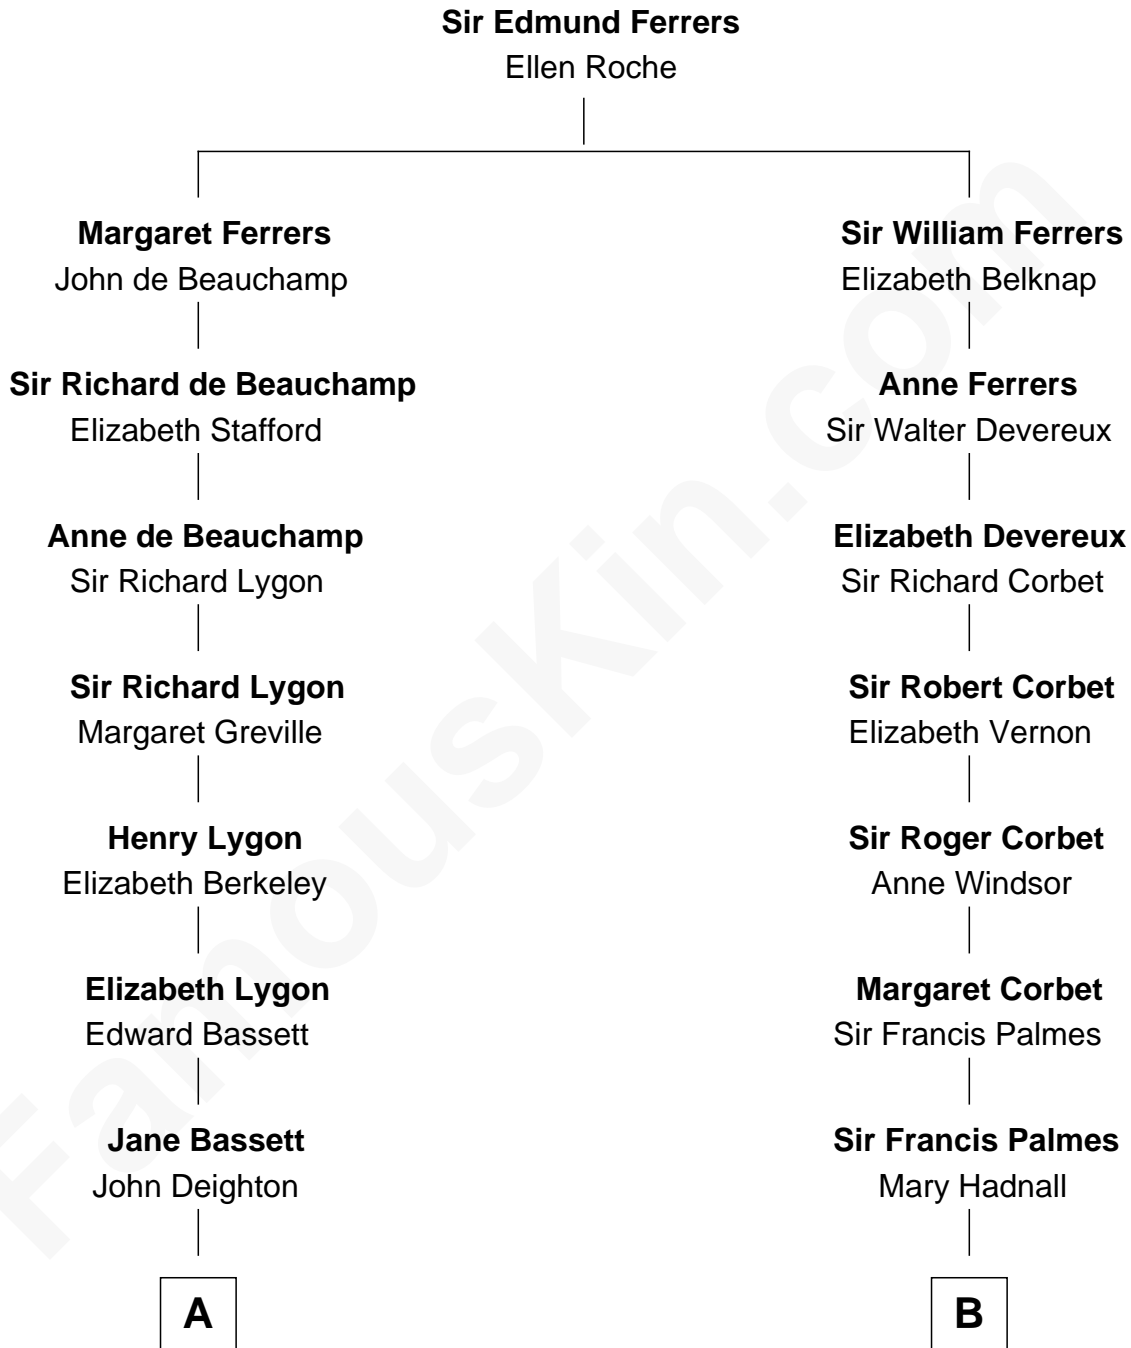 Sir Edmund Ferrers
Ellen Roche
Margaret Ferrers
John de Beauchamp
Sir Richard de Beauchamp
Elizabeth Stafford
Anne de Beauchamp
Sir Richard Lygon
Sir Richard Lygon
Margaret Greville
Henry Lygon
Elizabeth Berkeley
Elizabeth Lygon
Edward Bassett
Jane Bassett
John Deighton
A
Sir William Ferrers
Elizabeth Belknap
Anne Ferrers
Sir Walter Devereux
Elizabeth Devereux
Sir Richard Corbet
Sir Robert Corbet
Elizabeth Vernon
Sir Roger Corbet
Anne Windsor
Margaret Corbet
Sir Francis Palmes
Sir Francis Palmes
Mary Hadnall
B
FamousKin.com